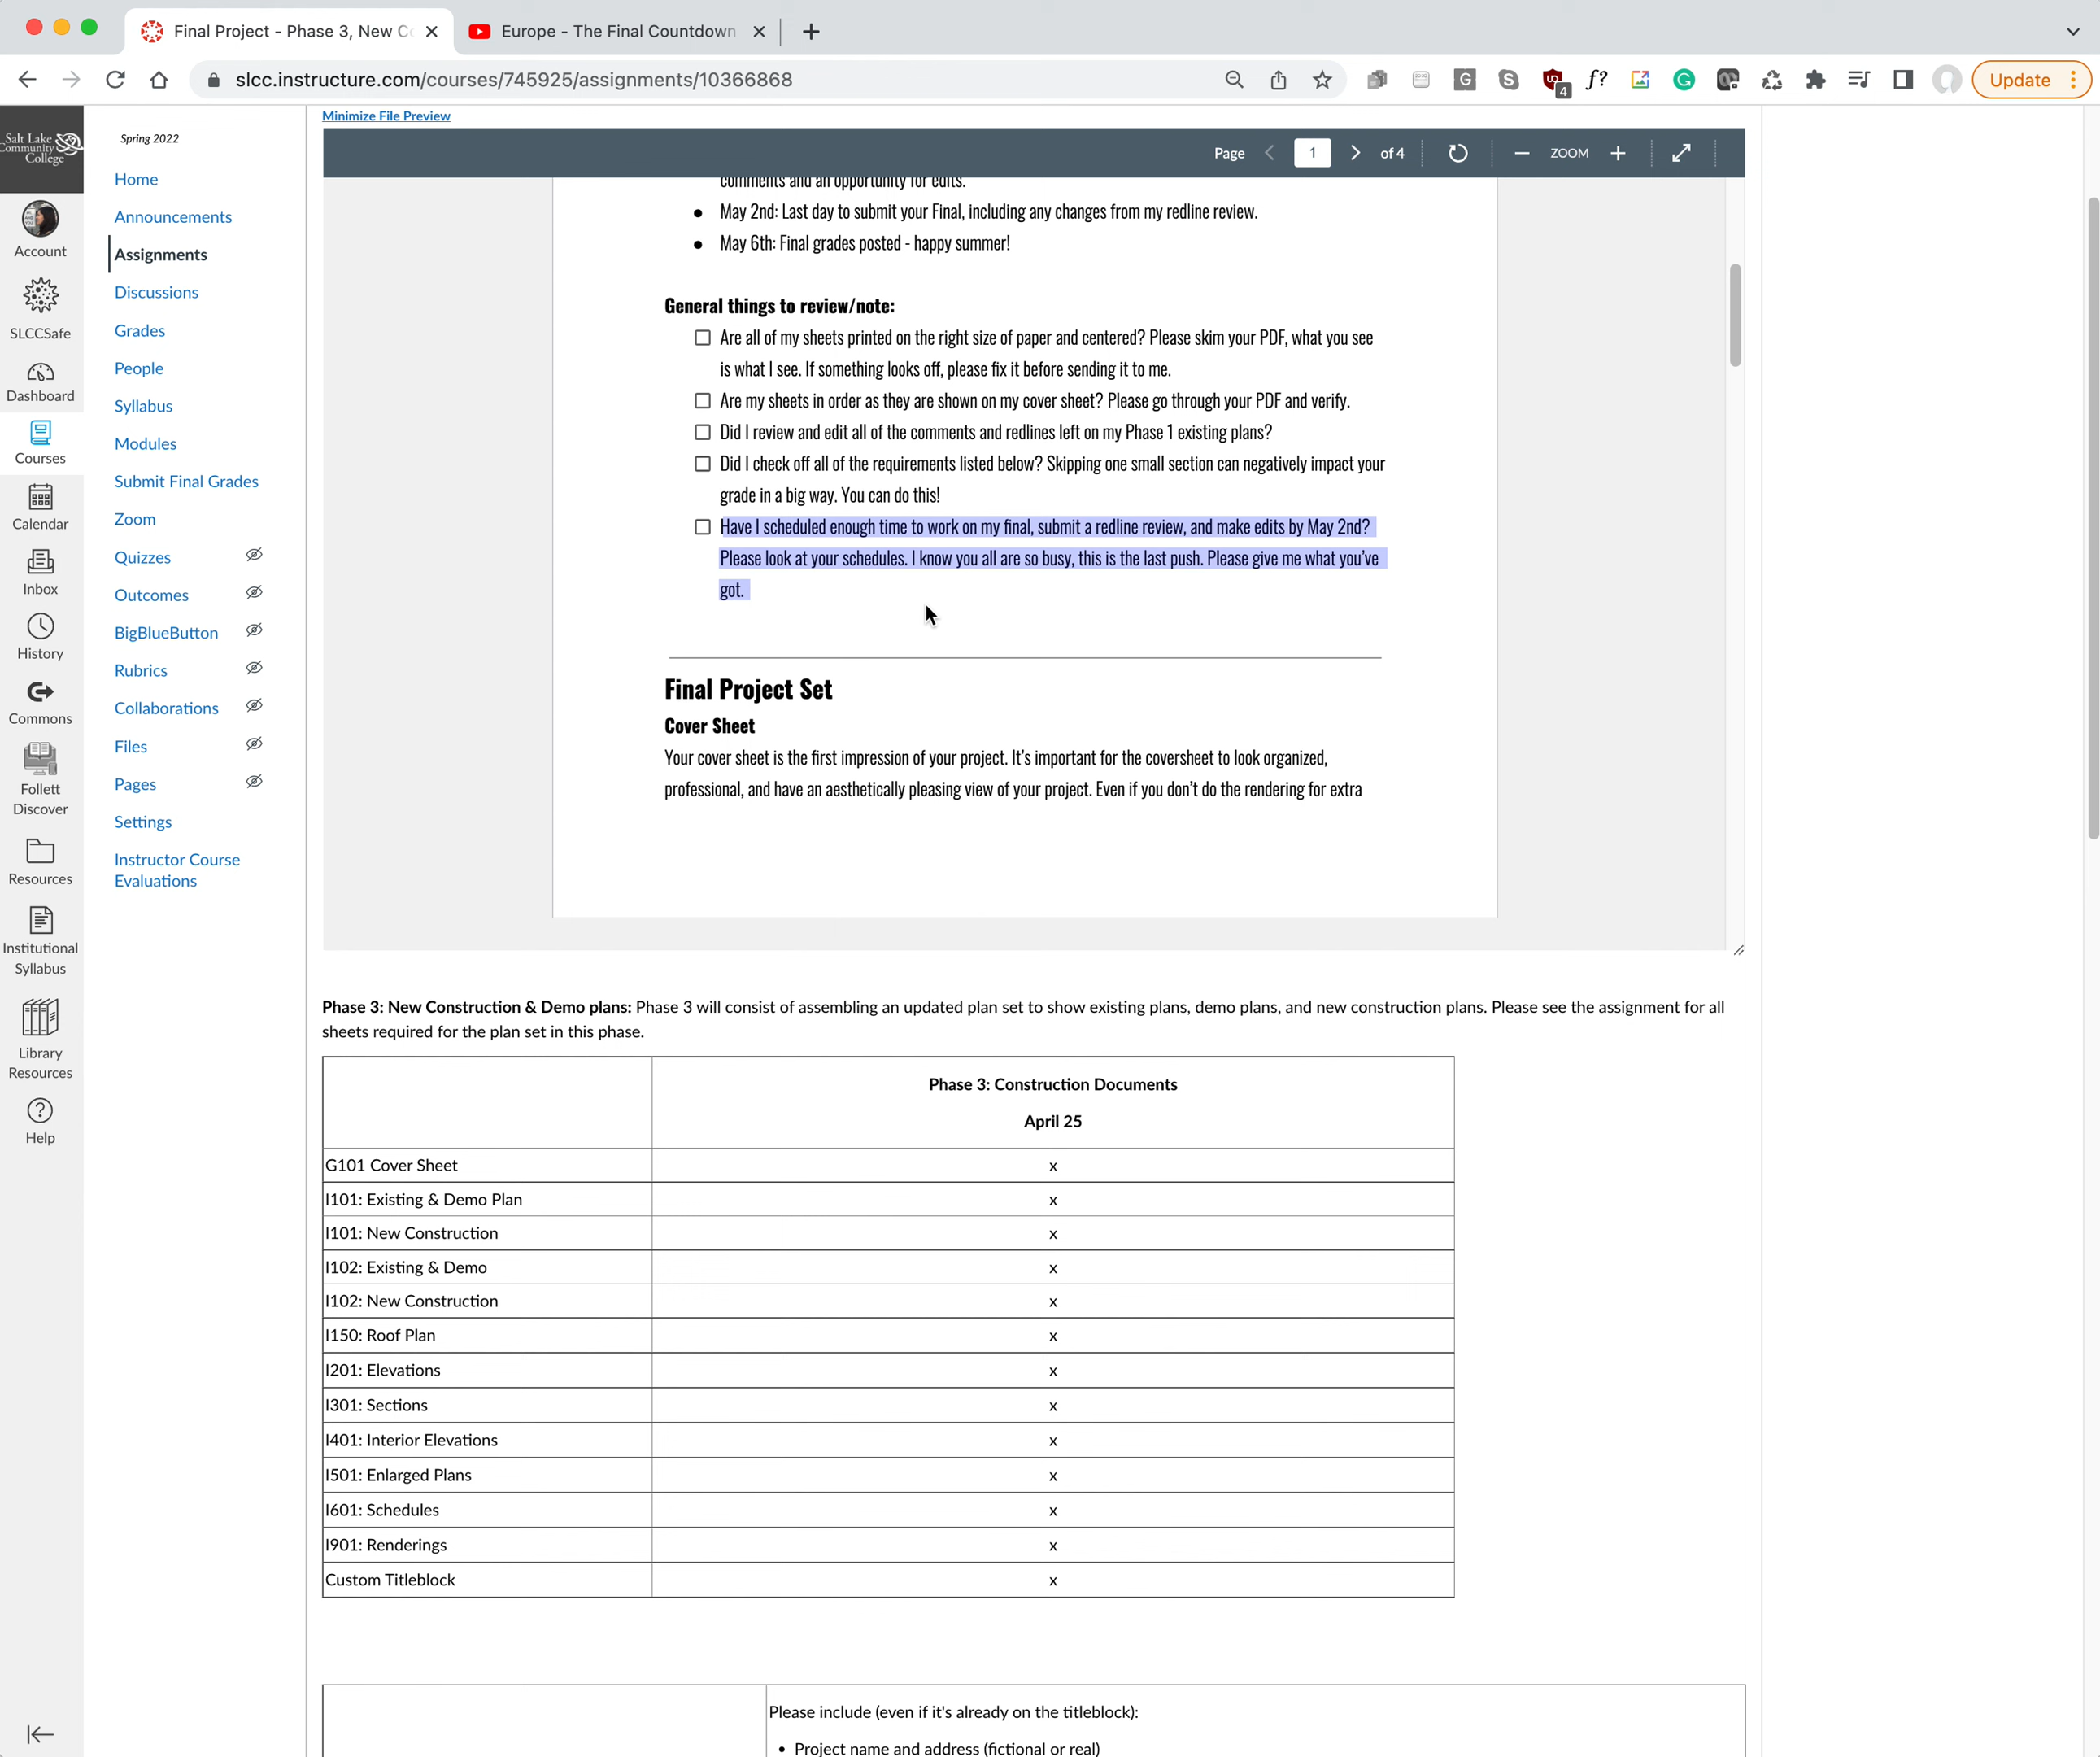 Final Project - Phase 3, New Co
Europe - The Final Countdown
slcc.instructure.com/courses/745925/assignments/10366868
4
Update
Salt Lake
Community
College
Account
SLCCSafe
Dashboard
Courses
Calendar
Inbox
History
Commons
Follett
Discover
Resources
Institutional
Syllabus
Library
Resources
Help
Spring 2022
Home
Announcements
Assignments
Discussions
Grades
People
Syllabus
Modules
Submit Final Grades
Zoom
Quizzes
Outcomes
BigBlueButton
Rubrics
Collaborations
Files
Pages
Settings
Instructor Course
Evaluations
Minimize File Preview
Page 1 of 4 ZOOM
comments and an opportunity for edits.
• May 2nd: Last day to submit your Final, including any changes from my redline review.
• May 6th: Final grades posted - happy summer!
General things to review/note:
Are all of my sheets printed on the right size of paper and centered? Please skim your PDF, what you see
is what I see. If something looks off, please fix it before sending it to me.
Are my sheets in order as they are shown on my cover sheet? Please go through your PDF and verify.
Did I review and edit all of the comments and redlines left on my Phase 1 existing plans?
Did I check off all of the requirements listed below? Skipping one small section can negatively impact your
grade in a big way. You can do this!
Have I scheduled enough time to work on my final, submit a redline review, and make edits by May 2nd?
Please look at your schedules. I know you all are so busy, this is the last push. Please give me what you've
got.
Final Project Set
Cover Sheet
Your cover sheet is the first impression of your project. It's important for the coversheet to look organized,
professional, and have an aesthetically pleasing view of your project. Even if you don't do the rendering for extra
Phase 3: New Construction & Demo plans: Phase 3 will consist of assembling an updated plan set to show existing plans, demo plans, and new construction plans. Please see the assignment for all
sheets required for the plan set in this phase.
Phase 3: Construction Documents
April 25
G101 Cover Sheet x
I101: Existing & Demo Plan x
I101: New Construction x
I102: Existing & Demo x
I102: New Construction x
I150: Roof Plan x
I201: Elevations x
I301: Sections x
I401: Interior Elevations x
I501: Enlarged Plans x
I601: Schedules x
I901: Renderings x
Custom Titleblock x
Please include (even if it's already on the titleblock):
• Project name and address (fictional or real)